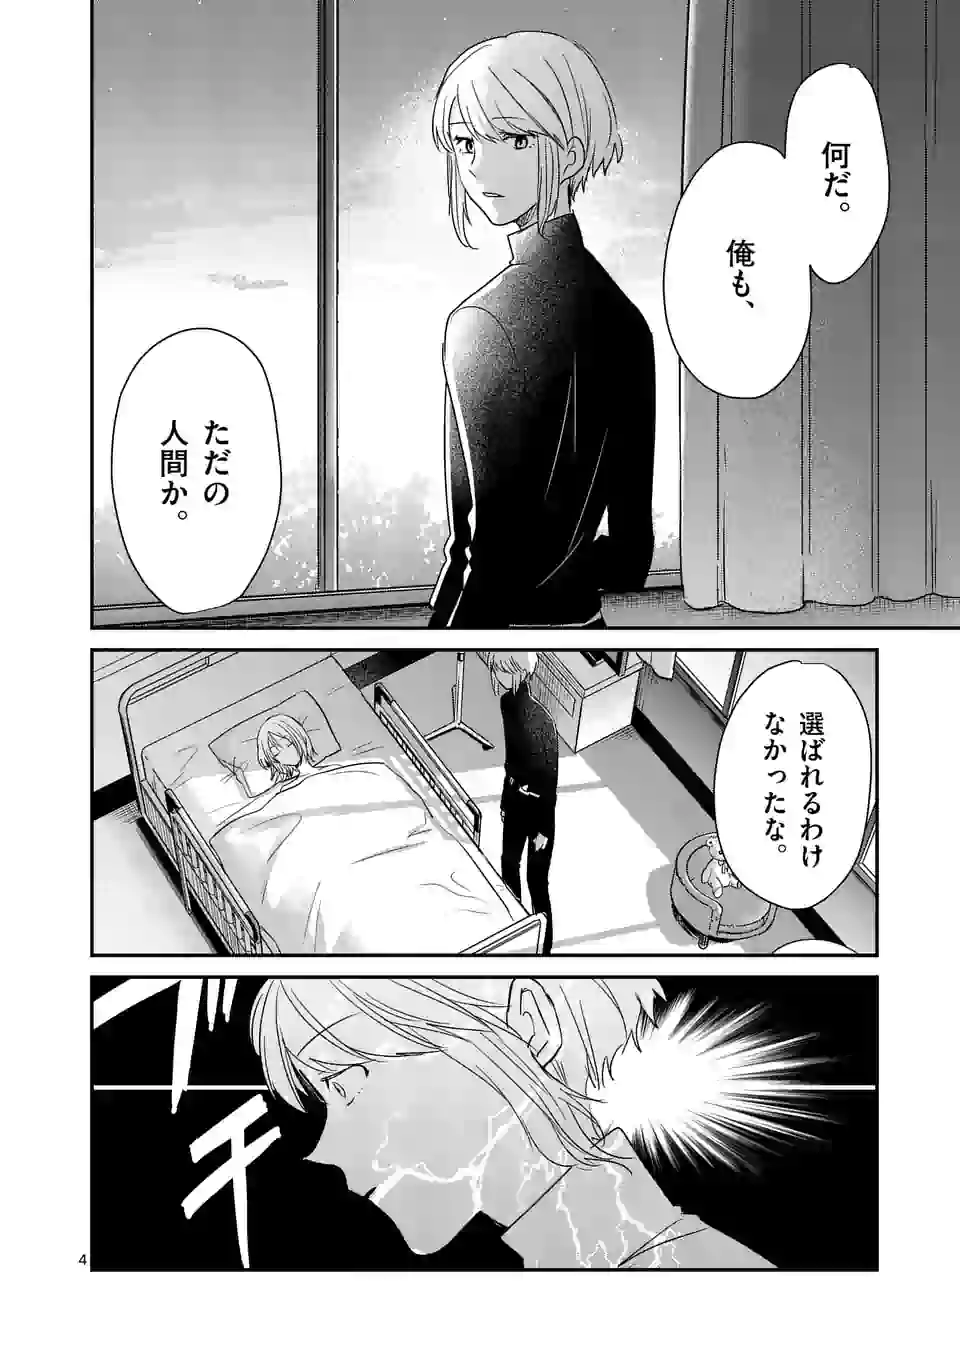 何だ。
俺も、
ただの
人間か。
選ばれるわけ
なかったな。
バチ
4